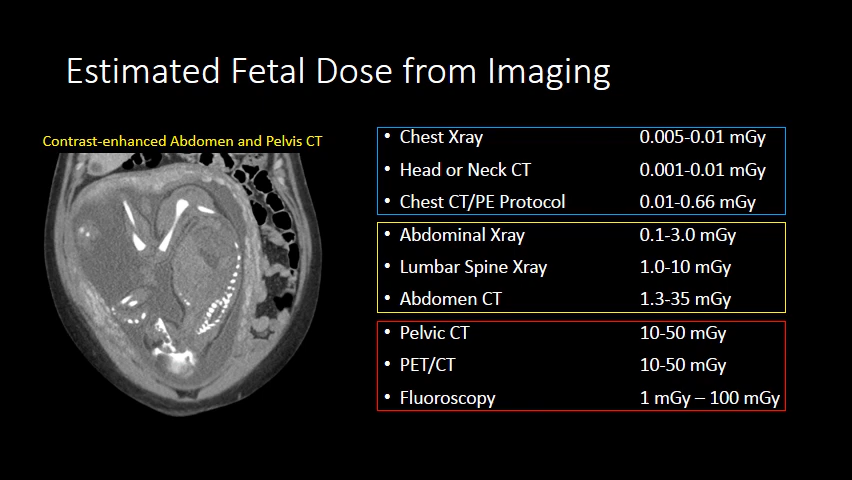 Estimated Fetal Dose from Imaging
Contrast-enhanced Abdomen and Pelvis CT
• Chest Xray 0.005-0.01 mGy
• Head or Neck CT 0.001-0.01 mGy
• Chest CT/PE Protocol 0.01-0.66 mGy
• Abdominal Xray 0.1-3.0 mGy
• Lumbar Spine Xray 1.0-10 mGy
• Abdomen CT 1.3-35 mGy
• Pelvic CT 10-50 mGy
• PET/CT 10-50 mGy
• Fluoroscopy 1 mGy – 100 mGy